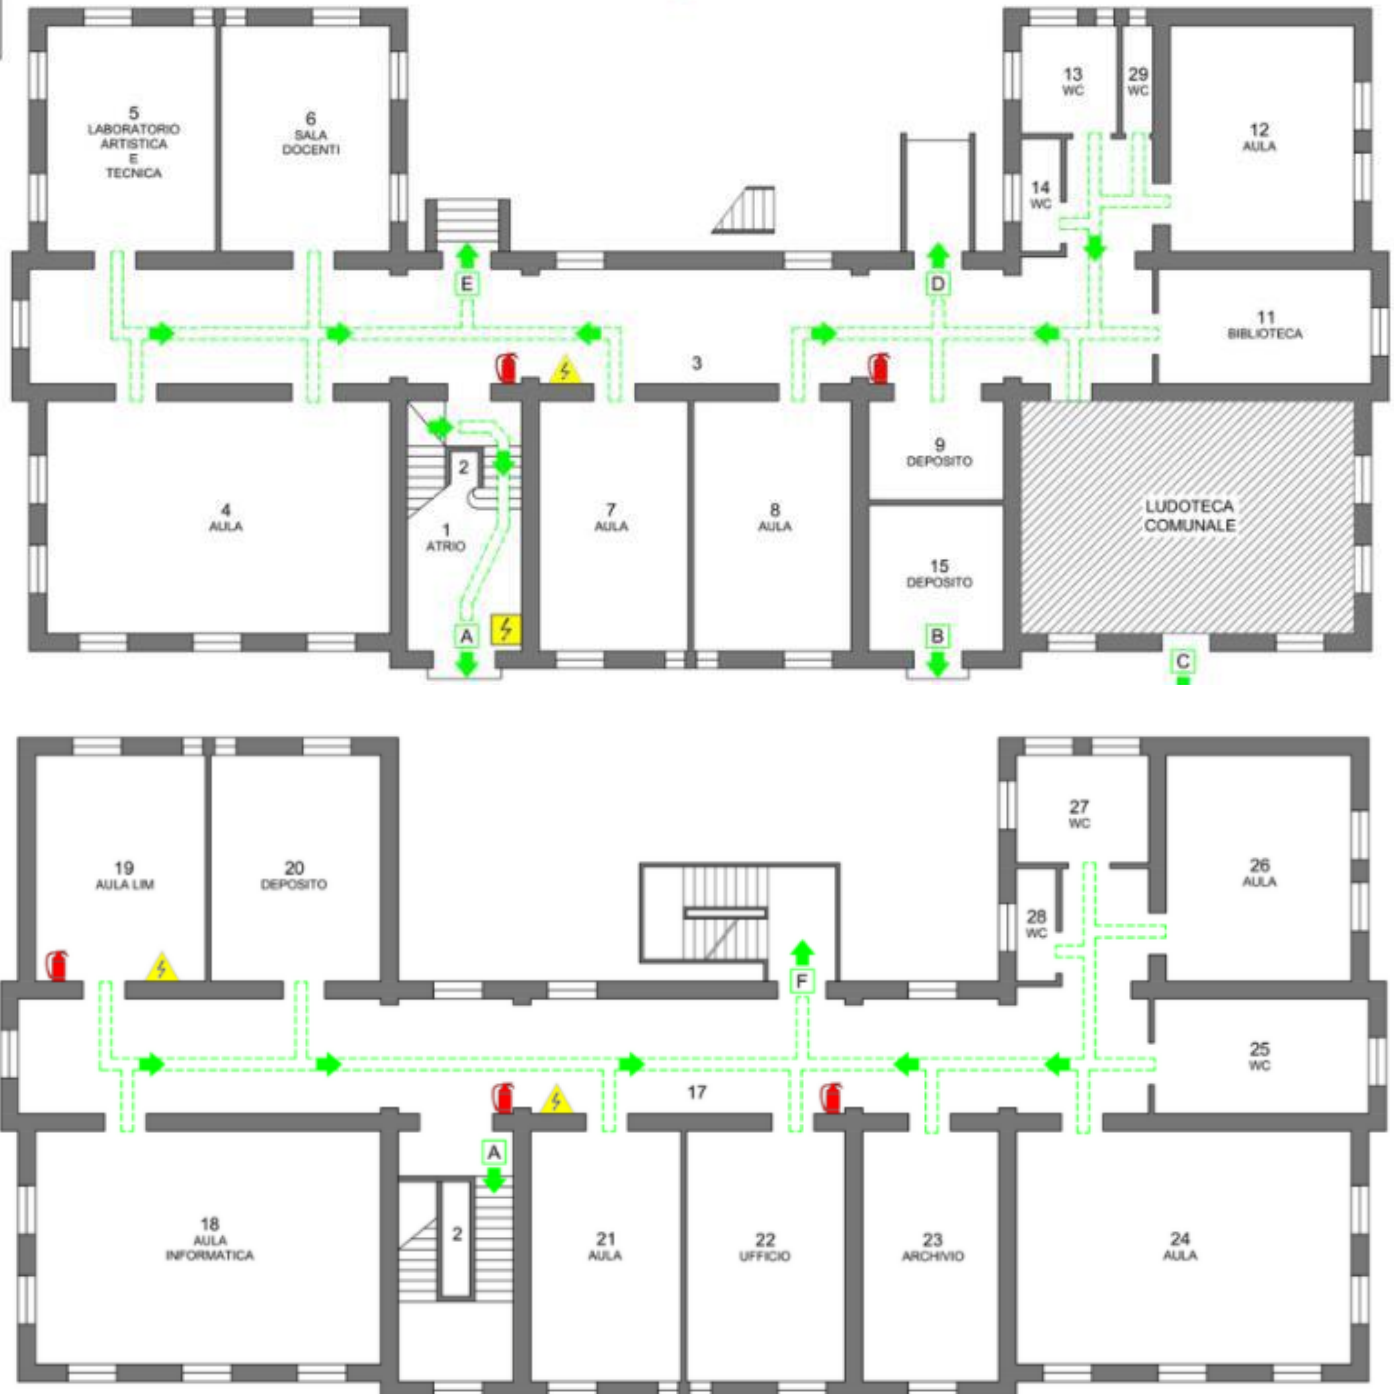 5
LABORATORIO
ARTISTICA
E
TECNICA
6
SALA
DOCENTI
13
WC
29
WC
12
AULA
14
WC
E
D
11
BIBLIOTECA
3
4
AULA
2
1
ATRIO
7
AULA
8
AULA
9
DEPOSITO
LUDOTECA
COMUNALE
15
DEPOSITO
A
B
C
19
AULA LIM
20
DEPOSITO
27
WC
26
AULA
28
WC
F
25
WC
17
A
18
AULA
INFORMATICA
2
21
AULA
22
UFFICIO
23
ARCHIVIO
24
AULA